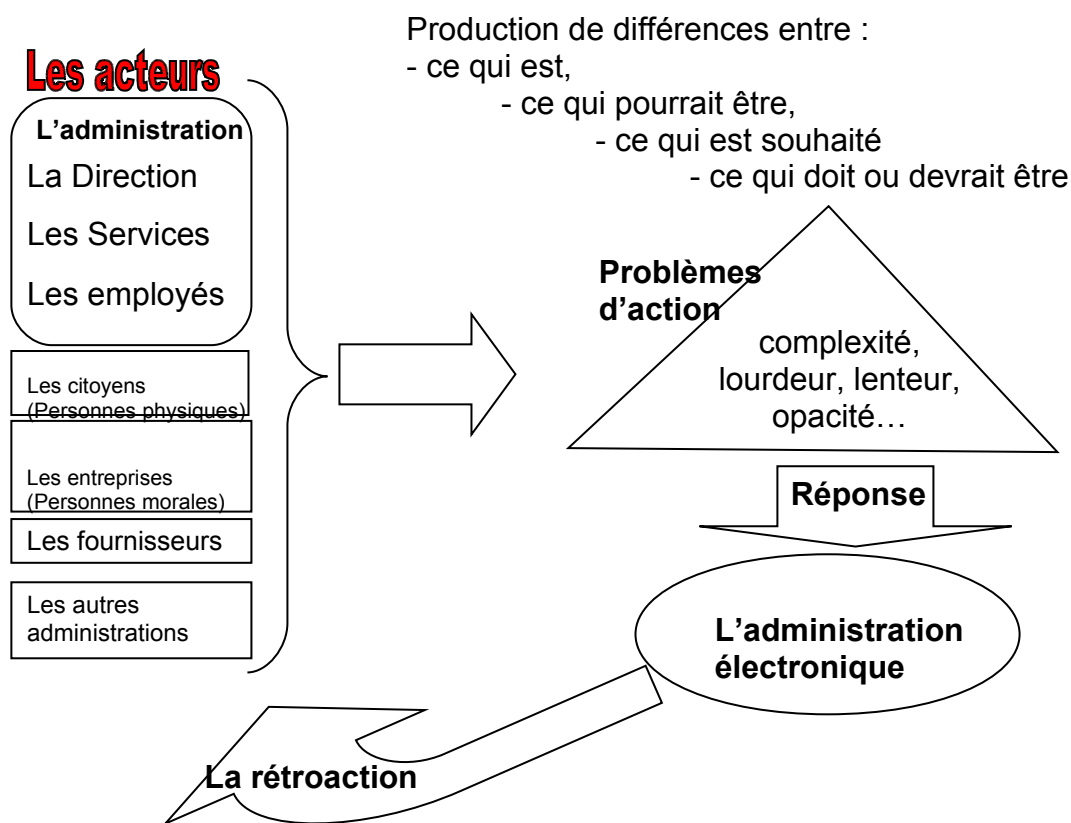 Les acteurs
L’administration
La Direction
Les Services
Les employés
Les citoyens
(Personnes physiques)
Les entreprises
(Personnes morales)
Les fournisseurs
Les autres
administrations
Production de différences entre :
- ce qui est,
- ce qui pourrait être,
- ce qui est souhaité
- ce qui doit ou devrait être
Problèmes
d’action
complexité,
lourdeur, lenteur,
opacité…
Réponse
L’administration
électronique
La rétroaction